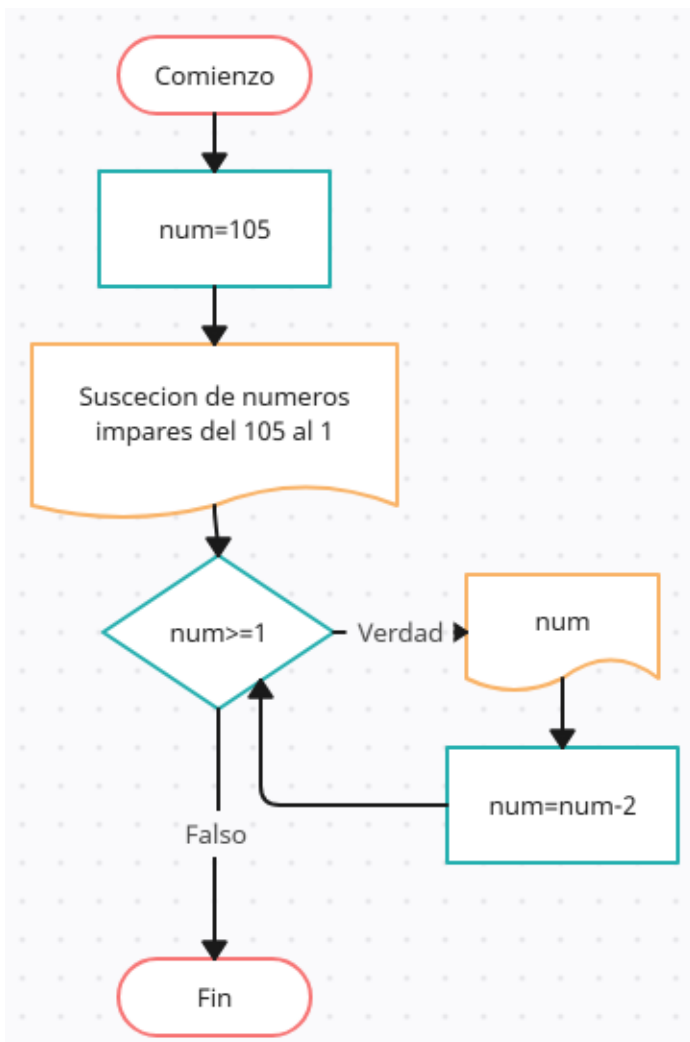 Comienzo
num=105
Suscecion de numeros
impares del 105 al 1
num>=1
Verdad
num
num=num-2
Falso
Fin